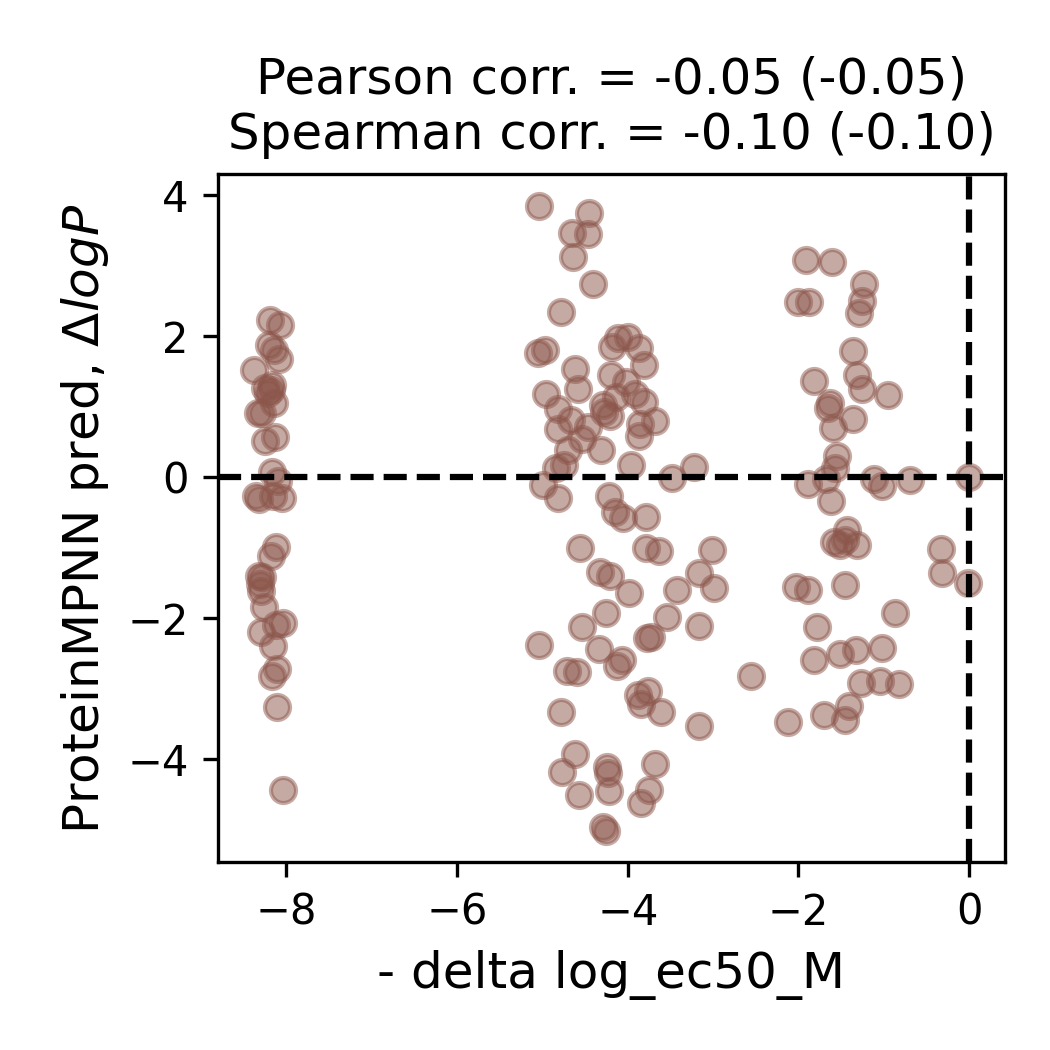 Pearson corr. = -0.05 (-0.05)
Spearman corr. = -0.10 (-0.10)
ProteinMPNN pred, ΔlogP
4
2
0
−2
−4
−8
−6
−4
−2
0
- delta log_ec50_M